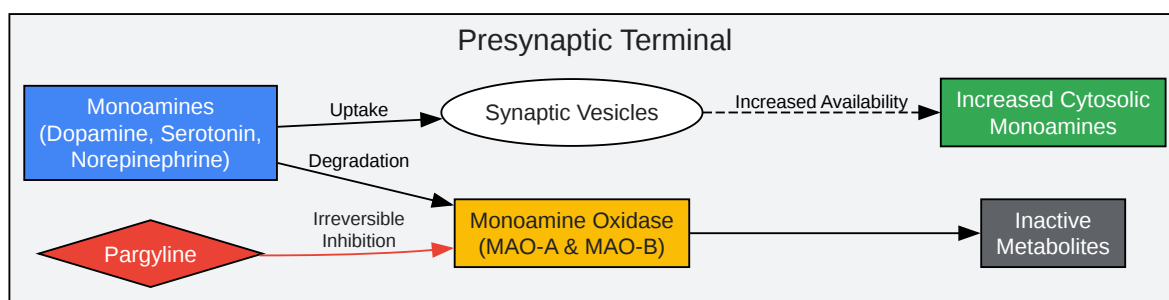 Presynaptic Terminal
Monoamines
(Dopamine, Serotonin,
Norepinephrine)
Uptake
Synaptic Vesicles
Increased Availability
Increased Cytosolic
Monoamines
Degradation
Pargyline
Irreversible
Inhibition
Monoamine Oxidase
(MAO-A & MAO-B)
Inactive
Metabolites